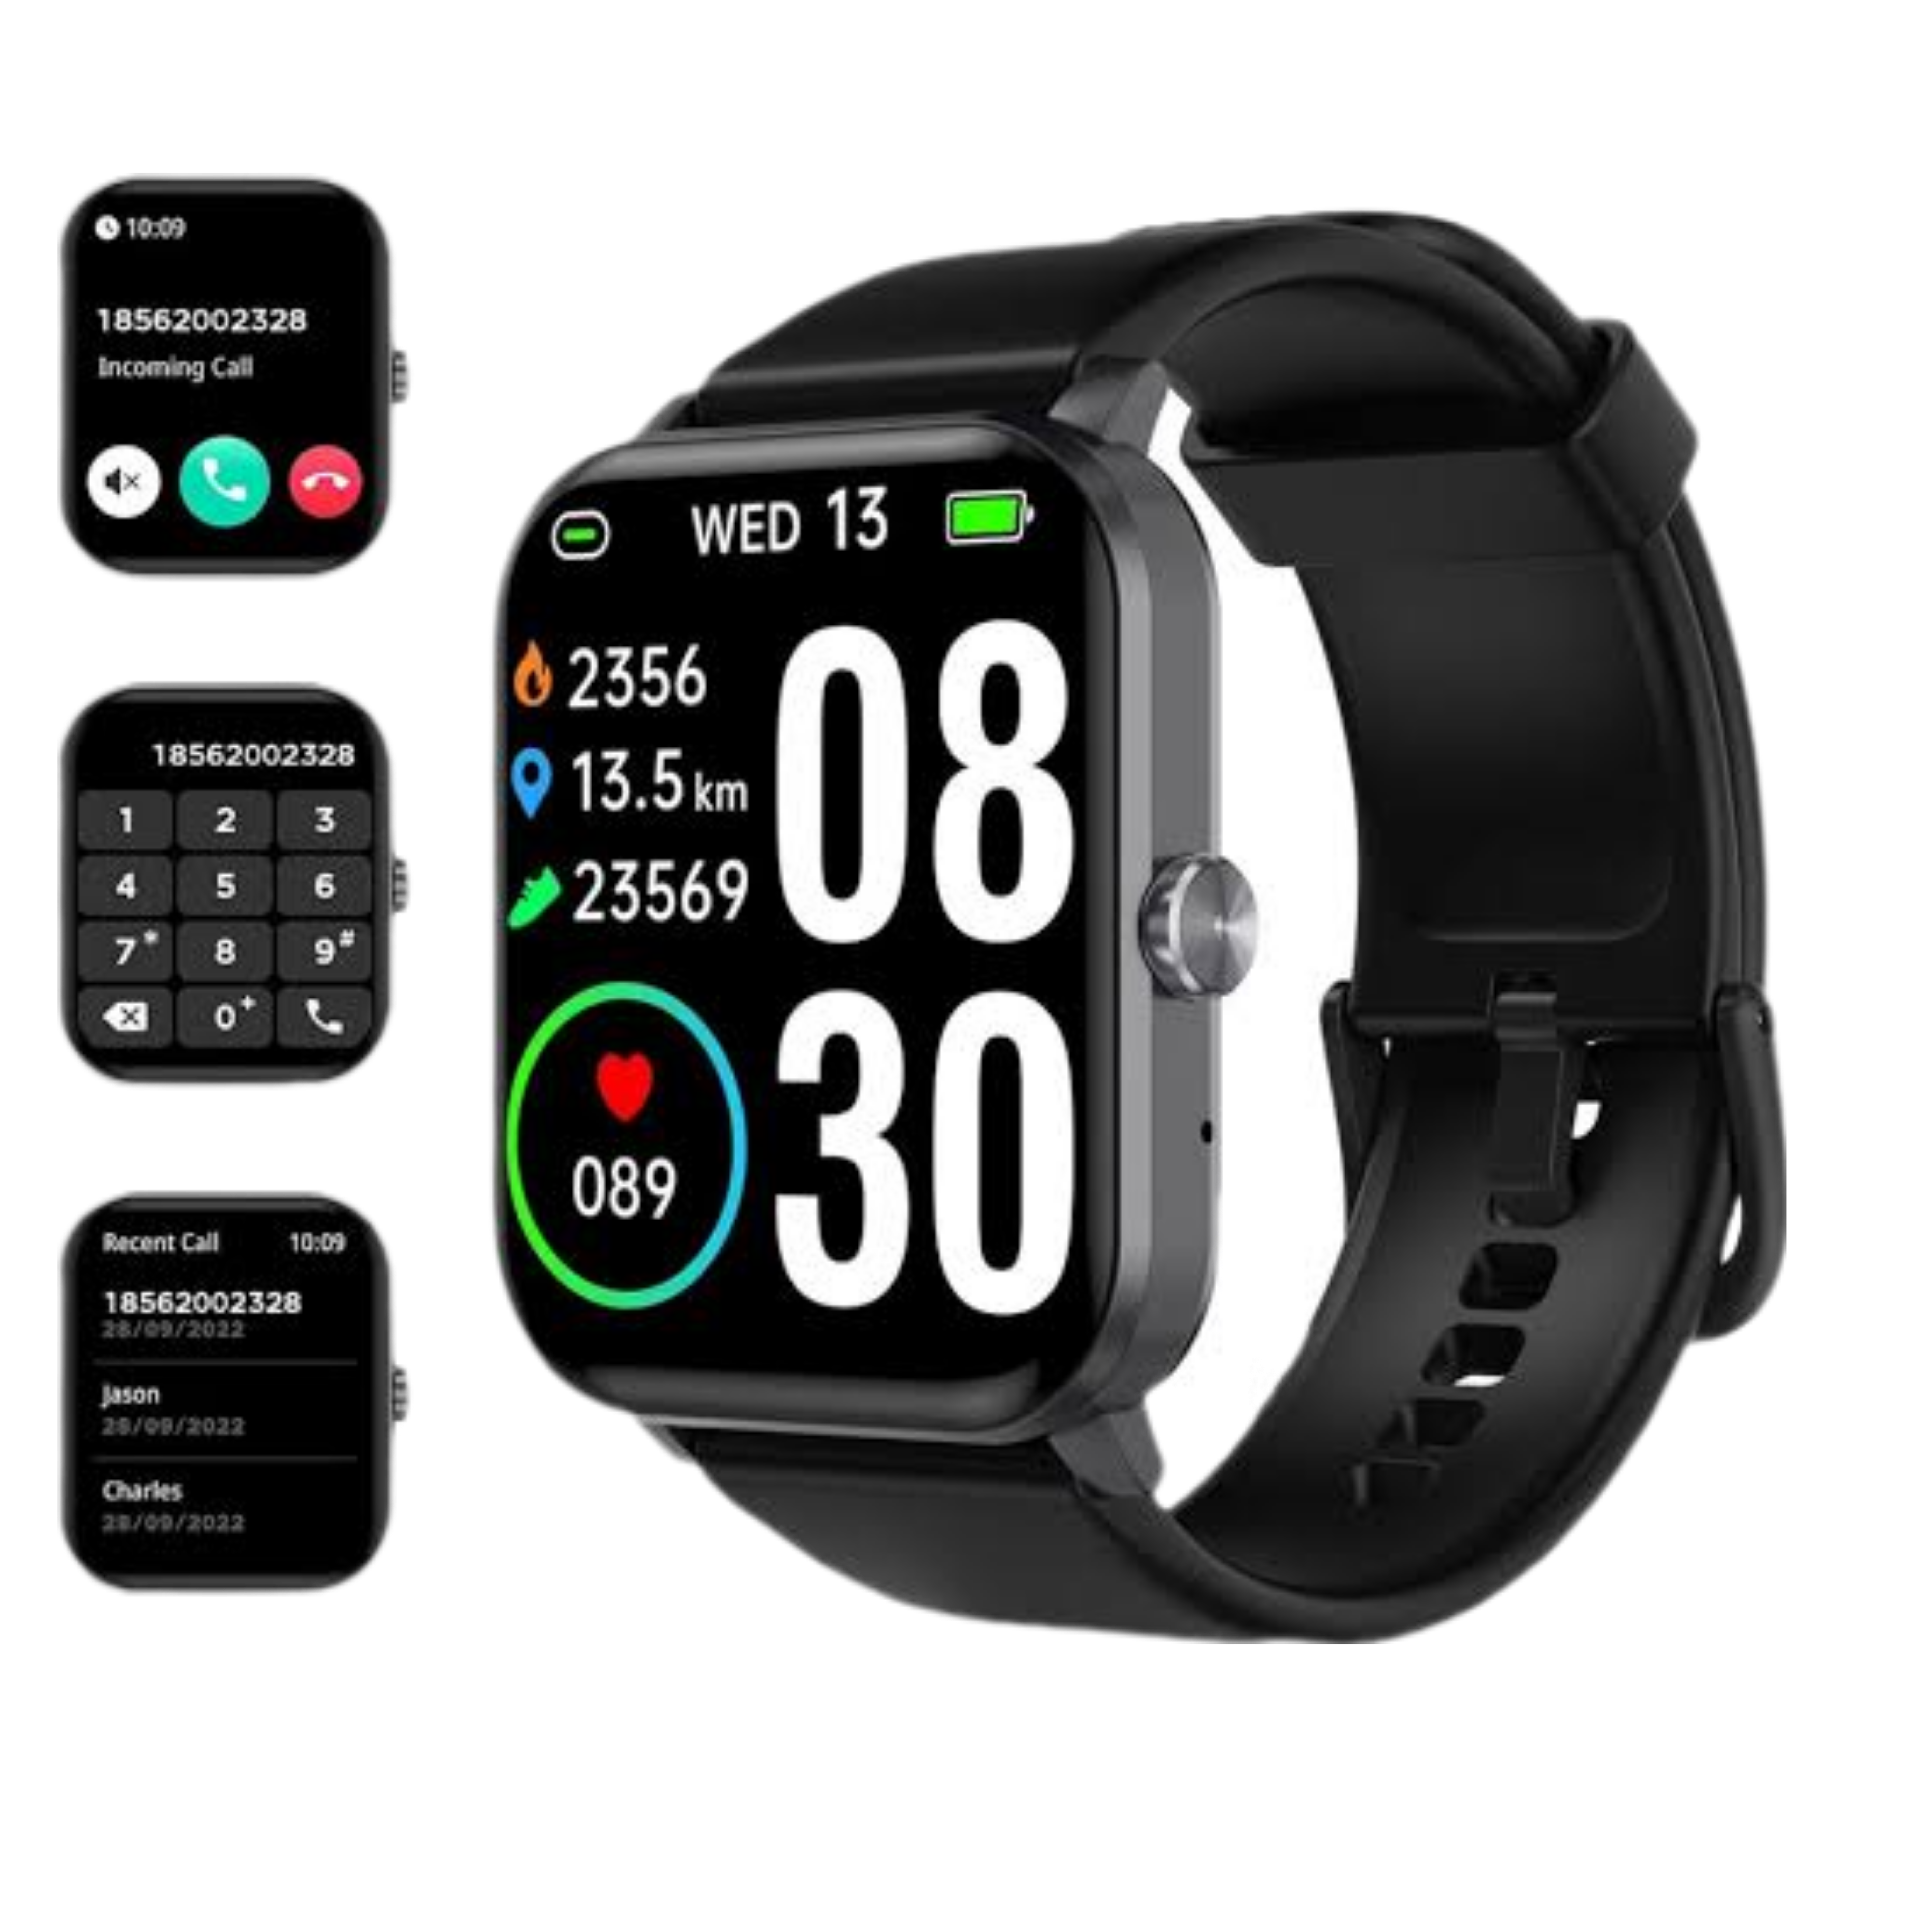 10:09
18562002328
Incoming Call
18562002328
1 2 3
4 5 6
7* 8 9#
0+
Recent Call 10:09
18562002328
28/09/2022
Jason
28/09/2022
Charles
28/09/2022
WED 13
2356
13.5 km
23569
089
08
30